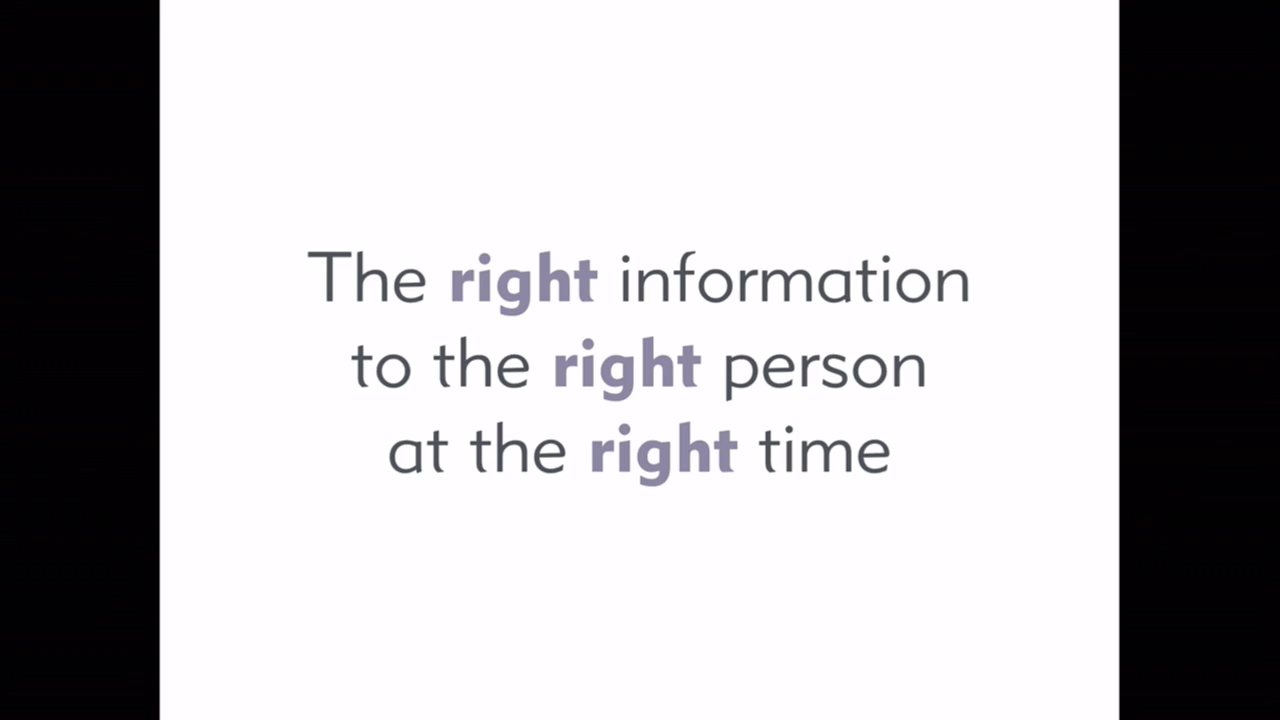 The right information
to the right person
at the right time